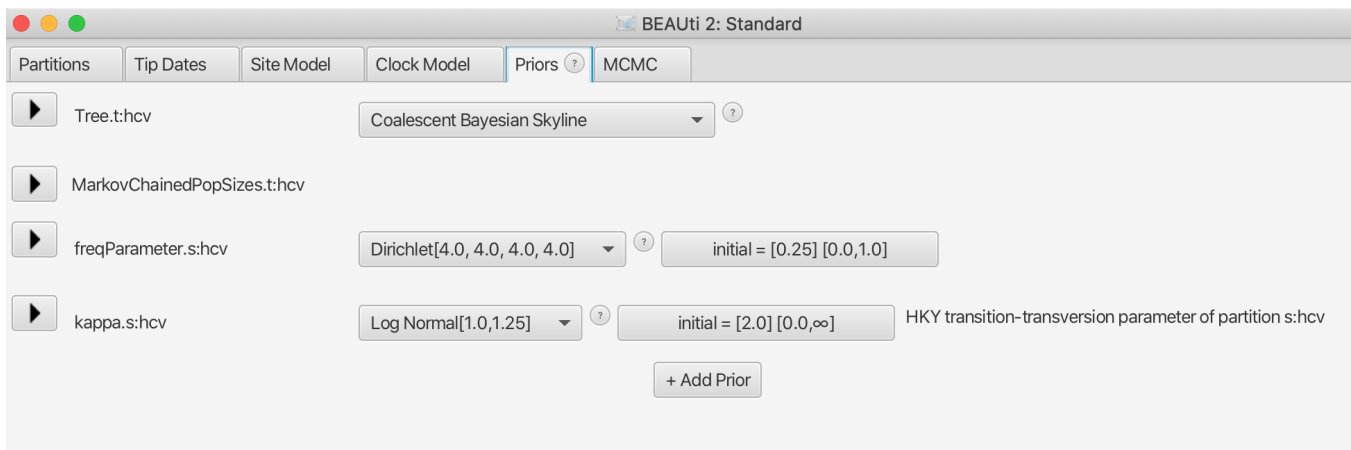 BEAUti 2: Standard
Partitions Tip Dates Site Model Clock Model Priors ? MCMC
Tree.t:hcv Coalescent Bayesian Skyline ?
MarkovChainedPopSizes.t:hcv
freqParameter.s:hcv Dirichlet[4.0, 4.0, 4.0, 4.0] ? initial = [0.25] [0.0,1.0]
kappa.s:hcv Log Normal[1.0,1.25] ? initial = [2.0] [0.0,∞] HKY transition-transversion parameter of partition s:hcv
+ Add Prior